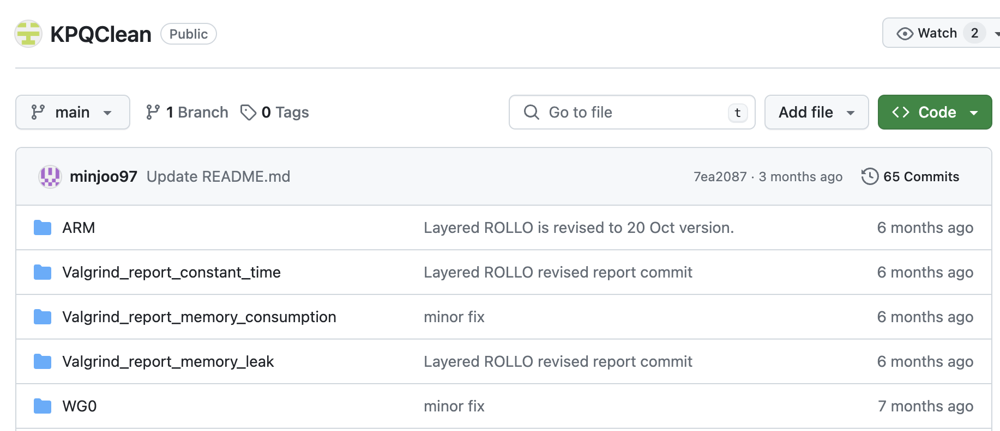 KPQClean Public Watch 2
main 1 Branch 0 Tags Go to file t Add file Code
minjoo97 Update README.md 7ea2087 · 3 months ago 65 Commits
ARM Layered ROLLO is revised to 20 Oct version. 6 months ago
Valgrind_report_constant_time Layered ROLLO revised report commit 6 months ago
Valgrind_report_memory_consumption minor fix 6 months ago
Valgrind_report_memory_leak Layered ROLLO revised report commit 6 months ago
WG0 minor fix 7 months ago